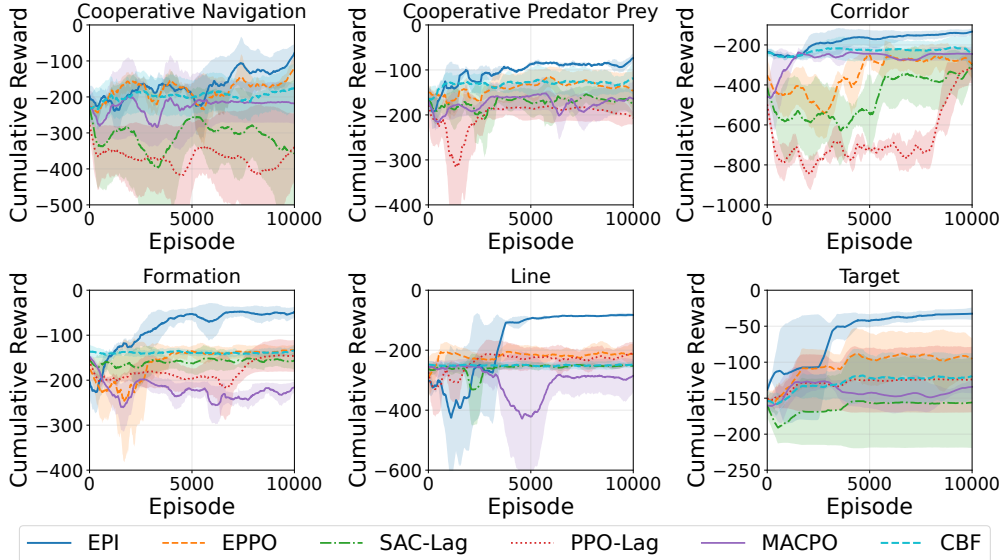 Cooperative Navigation
Cooperative Predator Prey
Corridor
Cumulative Reward
0
−100
−200
−300
−400
−500
0
5000
10000
Episode
Cumulative Reward
0
−100
−200
−300
−400
0
5000
10000
Episode
Cumulative Reward
−200
−400
−600
−800
−1000
0
5000
10000
Episode
Formation
Line
Target
Cumulative Reward
0
−100
−200
−300
−400
0
5000
10000
Episode
Cumulative Reward
0
−200
−400
−600
0
5000
10000
Episode
Cumulative Reward
0
−50
−100
−150
−200
−250
0
5000
10000
Episode
EPI EPPO SAC-Lag PPO-Lag MACPO CBF